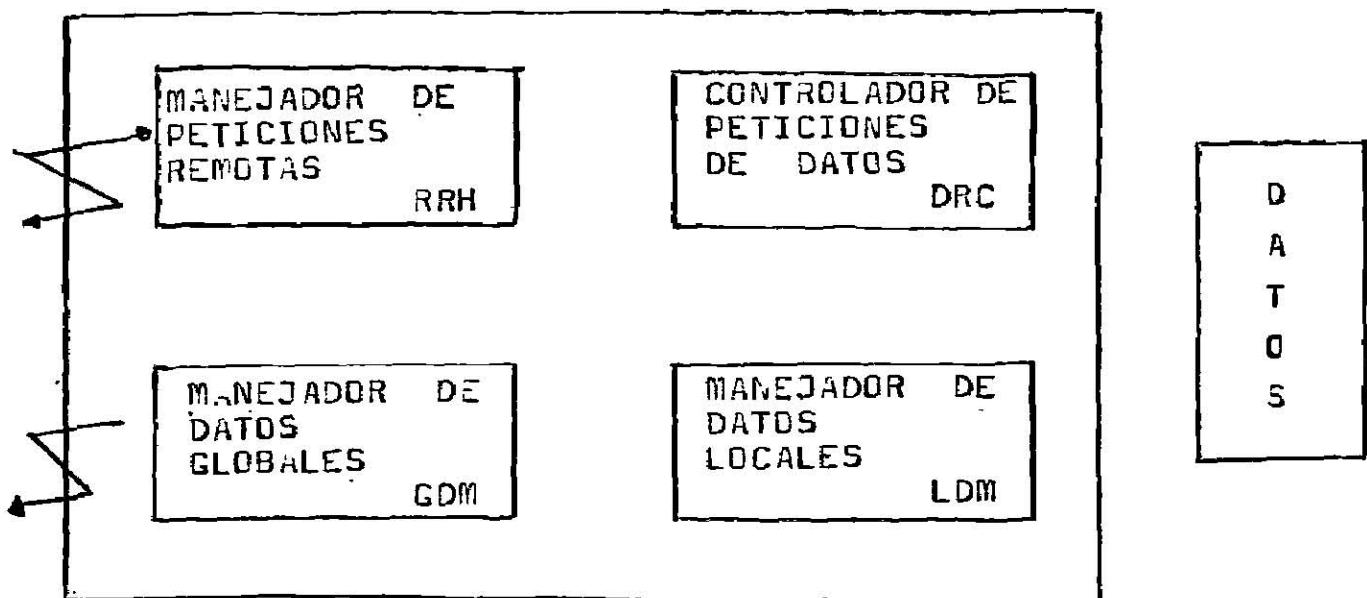 MANEJADOR DE
PETICIONES
REMOTAS
RRH
CONTROLADOR DE
PETICIONES
DE DATOS
DRC
MANEJADOR DE
DATOS
GLOBALES
GDM
MANEJADOR DE
DATOS
LOCALES
LDM
D
A
T
O
S